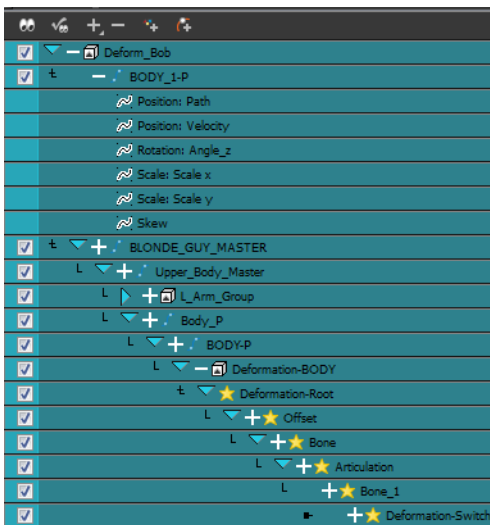 Deform_Bob
BODY_1-P
Position: Path
Position: Velocity
Rotation: Angle_z
Scale: Scale x
Scale: Scale y
Skew
BLONDE_GUY_MASTER
Upper_Body_Master
L_Arm_Group
Body_P
BODY-P
Deformation-BODY
Deformation-Root
Offset
Bone
Articulation
Bone_1
Deformation-Switch